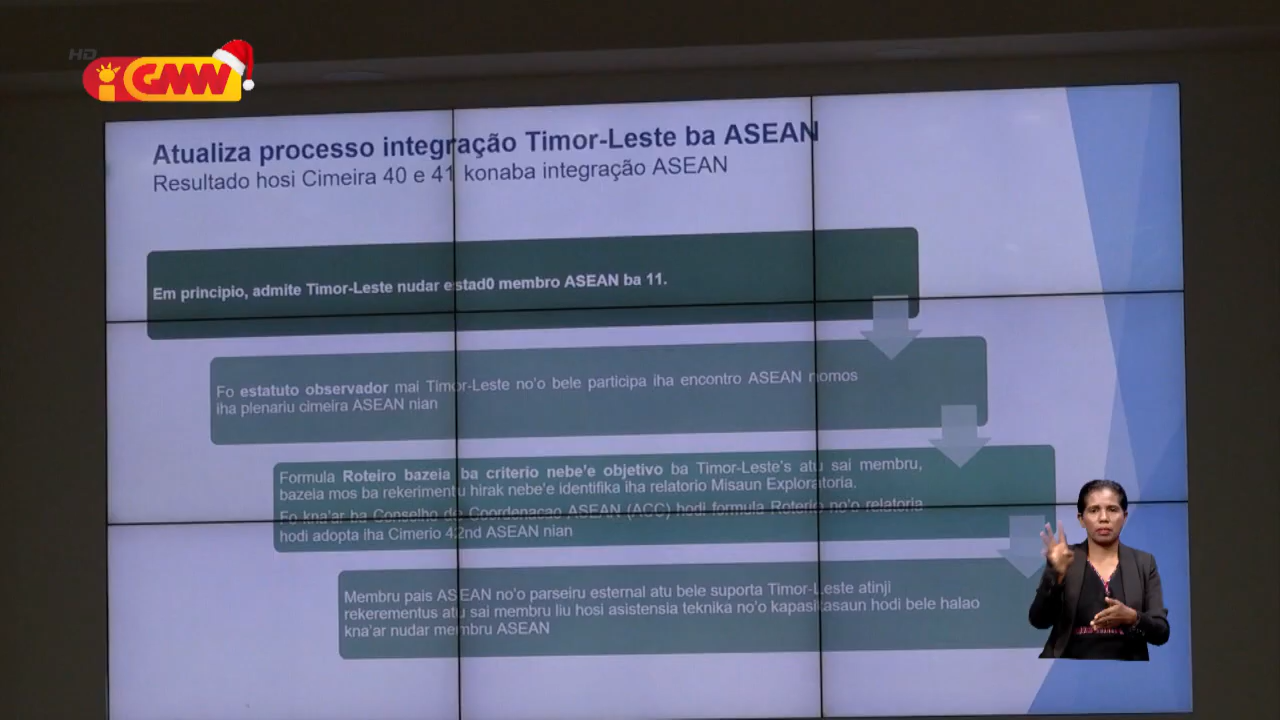 HD
GMN
Atualiza processo integração Timor-Leste ba ASEAN
Resultado hosi Cimeira 40 e 41 konaba integração ASEAN
Em principio, admite Timor-Leste nudar estad0 membro ASEAN ba 11.
Fo estatuto observador mai Timor-Leste no'o bele participa iha encontro ASEAN nomos
iha plenariu cimeira ASEAN nian
Formula Roteiro bazeia ba criterio nebe'e objetivo ba Timor-Leste's atu sai membru,
bazeia mos ba rekerimentu hirak nebe'e identifika iha relatorio Misaun Exploratoria.
Fo kna'ar ba Conselho de Coordenacao ASEAN (ACC) hodi formula Roterio no'o relatoria
hodi adopta iha Cimerio 42nd ASEAN nian
Membru pais ASEAN no'o parseiru esternal atu bele suporta Timor-Leste atinji
rekerementus atu sai membru liu hosi asistensia teknika no'o kapasikasaun hodi bele halao
kna'ar nudar membru ASEAN